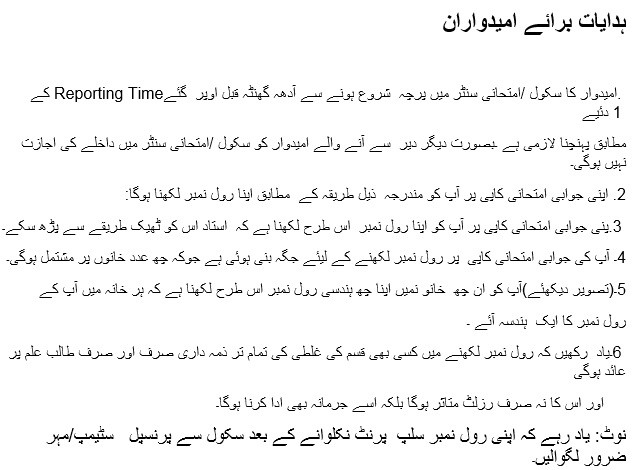 ہدایات برائے امیدواران
.امیدوار کا سکول /امتحانی سنٹر میں پرچہ شروع ہونے سے آدھہ گھنٹہ قبل اوپر گئےReporting Time کے
1 دئیے
مطابق پہنچنا لازمی ہے ۔بصورت دیگر دیر سے آنے والے امیدوار کو سکول /امتحانی سنٹر میں داخلے کی اجازت
نہیں ہوگی۔
2. اپنی جوابی امتحانی کاپی پر آپ کو مندرجہ ذیل طریقہ کے مطابق اپنا رول نمبر لکھنا ہوگا:
3.پنی جوابی امتحانی کاپی پر آپ کو اپنا رول نمبر اس طرح لکھنا ہے کہ استاد اس کو ٹھیک طریقے سے پڑھ سکے۔
4۔ آپ کی جوابی امتحانی کاپی پر رول نمبر لکھنے کے لیئے جگہ بنی ہوئی ہے جوکہ چھ عدد خانوں پر مشتمل ہوگی۔
5۔(تصویر دیکھئے)آپ کو ان چھ خانو نمیں اپنا چھ ہندسی رول نمبر اس طرح لکھنا ہے کہ ہر خانہ میں آپ کے
رول نمبر کا ایک ہندسہ آئے ۔
6۔یاد رکھیں کہ رول نمبر لکھنے میں کسی بھی قسم کی غلطی کی تمام تر ذمہ داری صرف اور صرف طالب علم پر
عائد ہوگی
اور اس کا نہ صرف رزلٹ متاثر ہوگا بلکہ اسے جرمانہ بھی ادا کرنا ہوگا۔
نوٹ: یاد رہے کہ اپنی رول نمبر سلپ پرنٹ نکلوانے کے بعد سکول سے پرنسپل سٹیمپ/مہر
ضرور لگوالیں۔